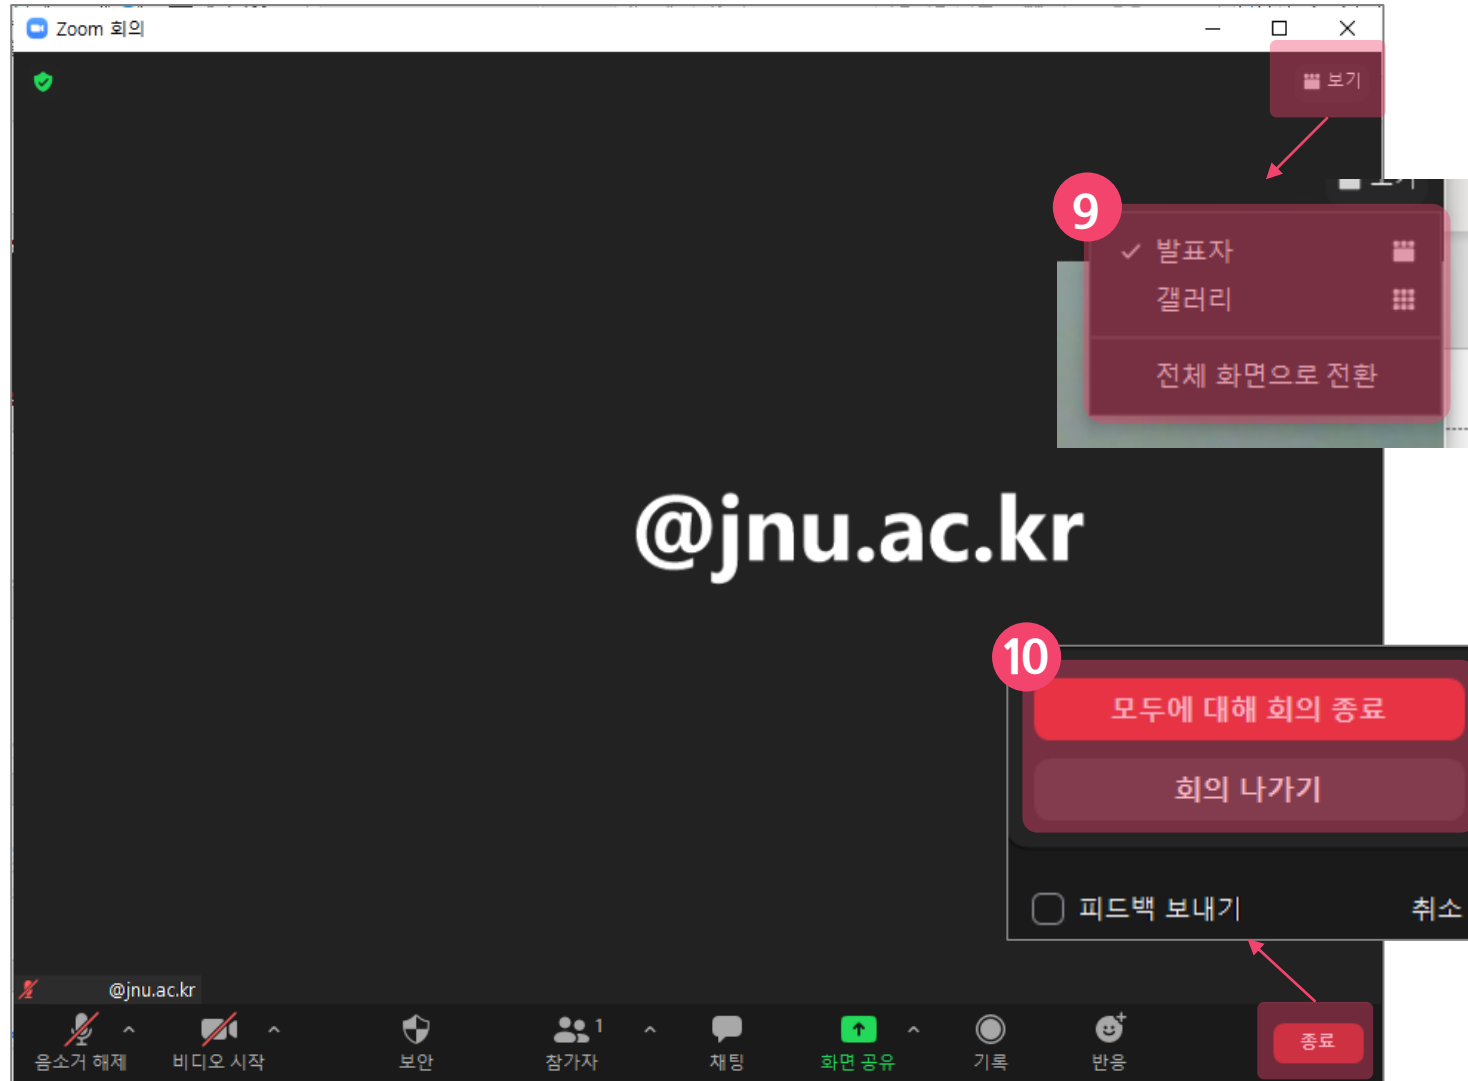 Zoom 회의
보기
9
발표자
갤러리
전체 화면으로 전환
@jnu.ac.kr
10
모두에 대해 회의 종료
회의 나가기
피드백 보내기
취소
@jnu.ac.kr
음소거 해제
비디오 시작
보안
1
참가자
채팅
화면 공유
기록
반응
종료